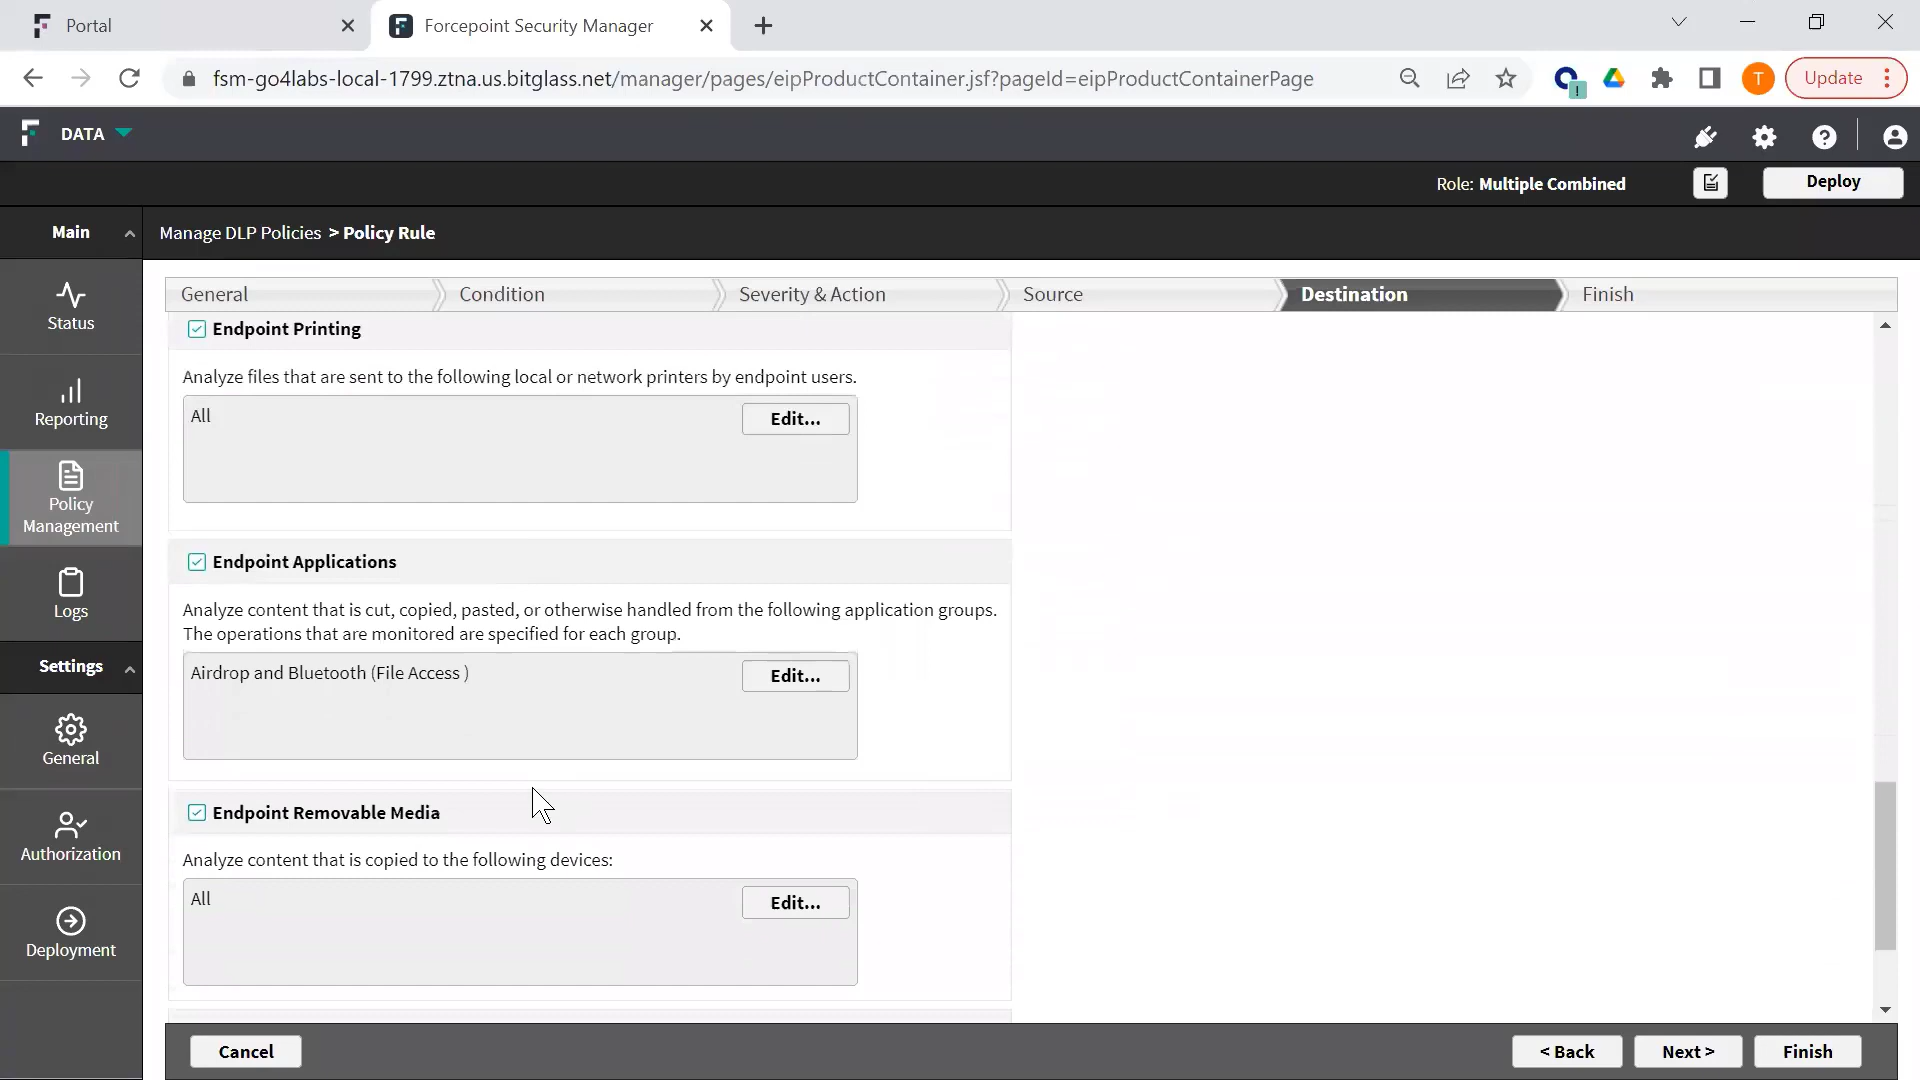 Portal
Forcepoint Security Manager
fsm-go4labs-local-1799.ztna.us.bitglass.net/manager/pages/eipProductContainer.jsf?pageId=eipProductContainerPage
T
Update
DATA
Role: Multiple Combined
Deploy
Main
Manage DLP Policies > Policy Rule
General
Condition
Severity & Action
Source
Destination
Finish
Status
Reporting
Policy
Management
Logs
Settings
General
Authorization
Deployment
Endpoint Printing
Analyze files that are sent to the following local or network printers by endpoint users.
All
Edit...
Endpoint Applications
Analyze content that is cut, copied, pasted, or otherwise handled from the following application groups.
The operations that are monitored are specified for each group.
Airdrop and Bluetooth (File Access )
Edit...
Endpoint Removable Media
Analyze content that is copied to the following devices:
All
Edit...
Cancel
< Back
Next >
Finish